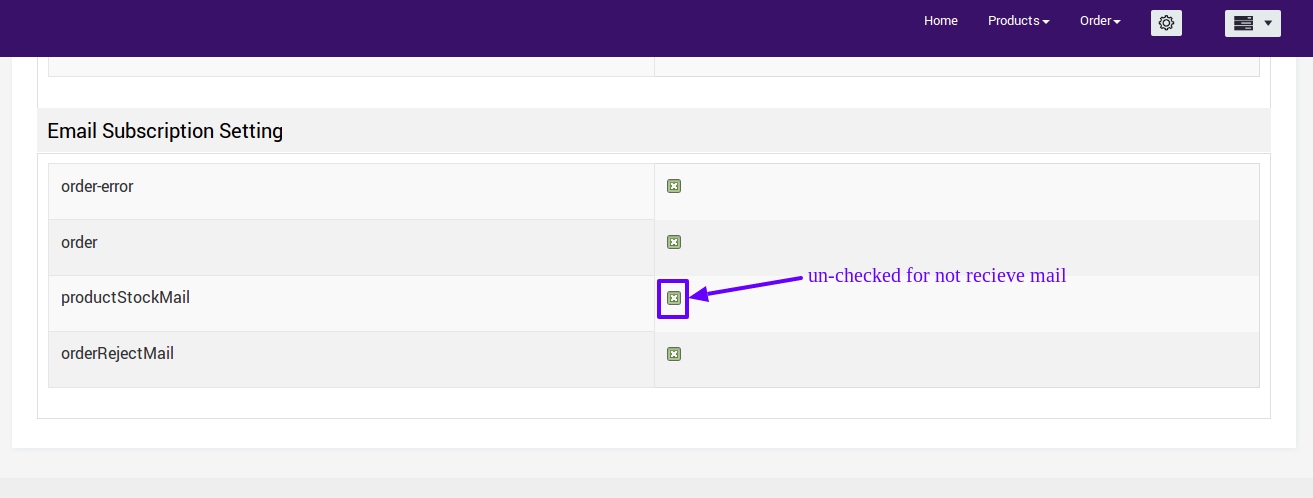 Home Products Order
Email Subscription Setting
order-error
order
un-checked for not recieve mail
productStockMail
orderRejectMail